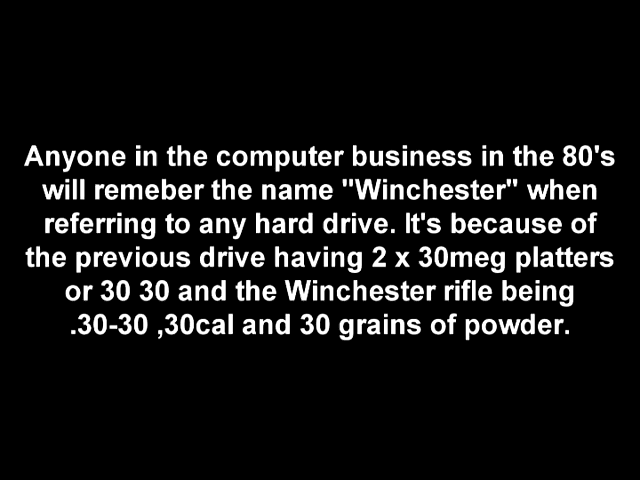 Anyone in the computer business in the 80's
will remeber the name "Winchester" when
referring to any hard drive. It's because of
the previous drive having 2 x 30meg platters
or 30 30 and the Winchester rifle being
.30-30 ,30cal and 30 grains of powder.